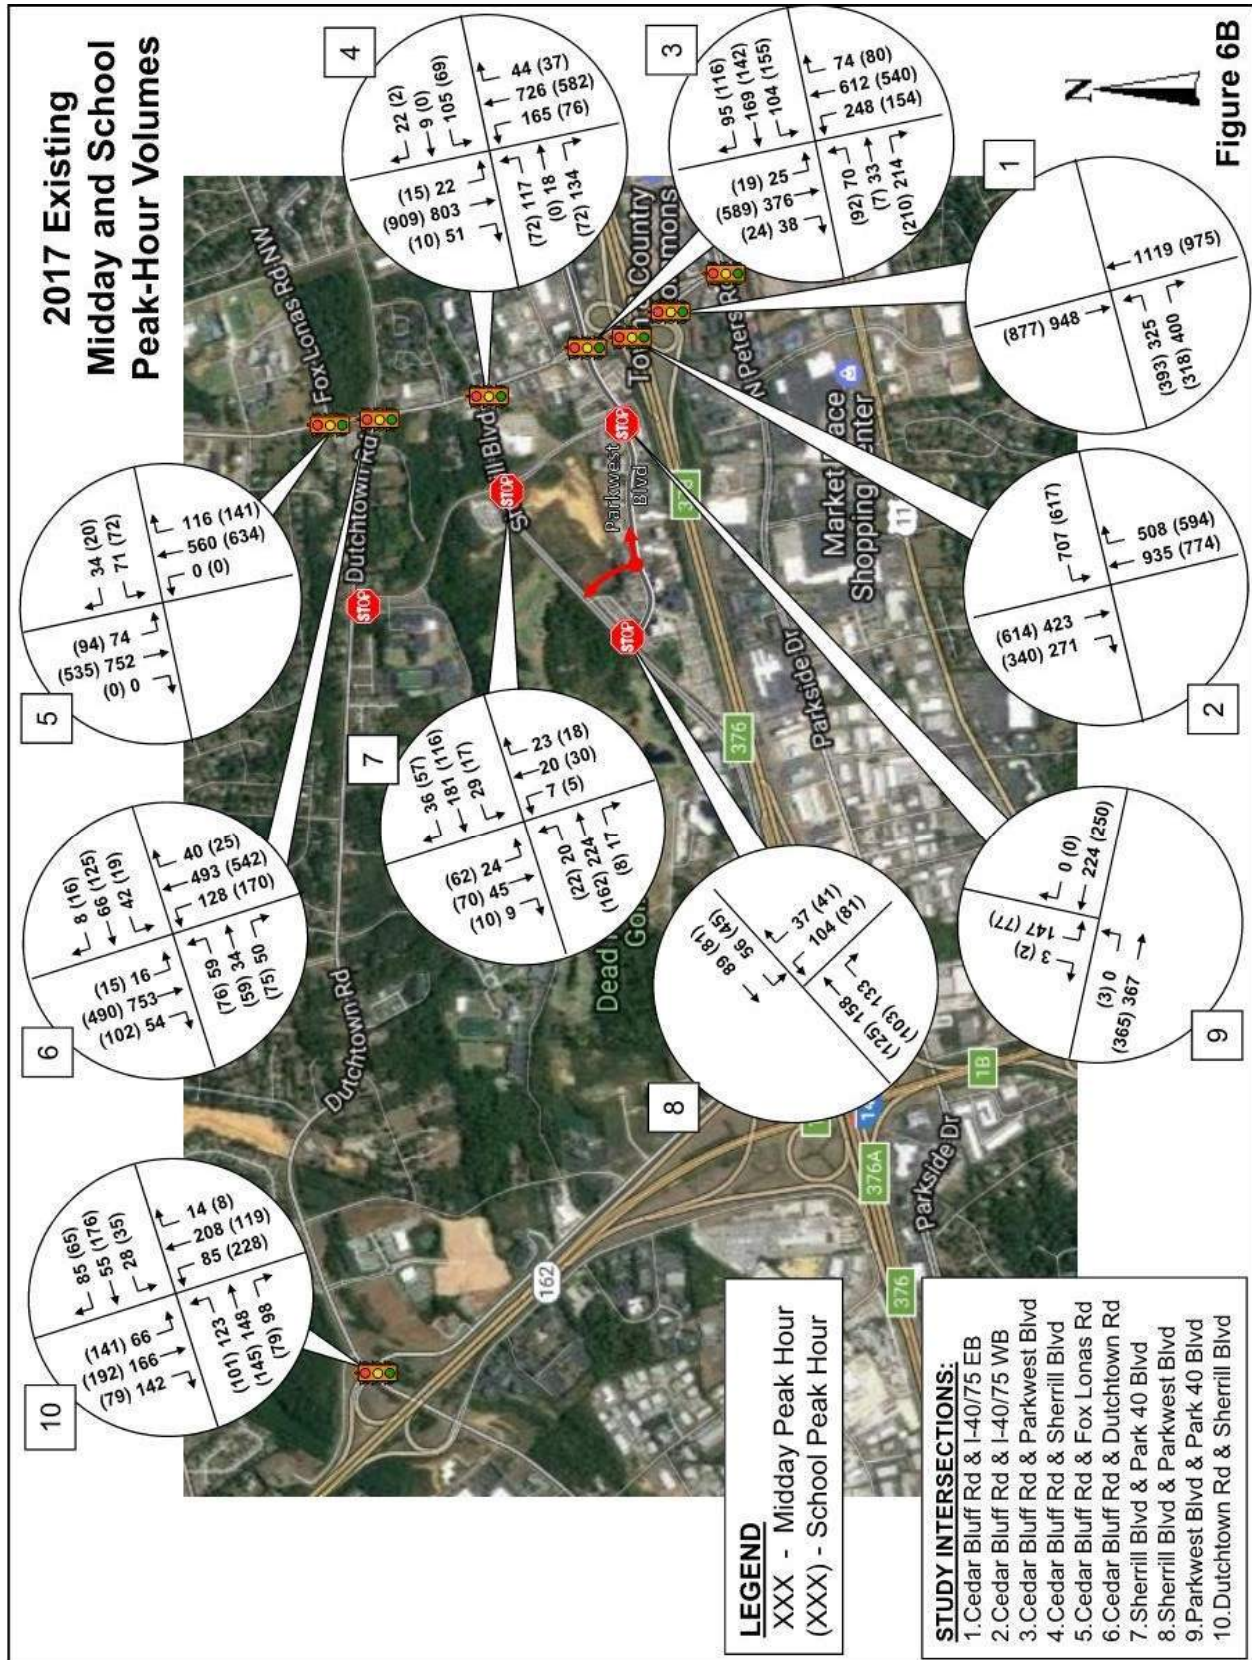 2017 Existing
Midday and School
Peak-Hour Volumes
4
22 (2)
9 (0)
105 (69)
(15) 22
(909) 803
(10) 51
44 (37)
726 (582)
165 (76)
(72) 117
(0) 18
(72) 134
3
95 (116)
169 (142)
104 (155)
(19) 25
(589) 376
(24) 38
74 (80)
612 (540)
248 (154)
(92) 70
(7) 33
(210) 214
1
(877) 948
1119 (975)
(393) 325
(318) 400
2
707 (617)
(614) 423
(340) 271
508 (594)
935 (774)
5
34 (20)
71 (72)
(94) 74
(535) 752
(0) 0
116 (141)
560 (634)
0 (0)
6
8 (16)
66 (125)
42 (19)
(15) 16
(490) 753
(102) 54
40 (25)
493 (542)
128 (170)
(76) 59
(59) 34
(75) 50
7
36 (57)
181 (116)
29 (17)
(62) 24
(70) 45
(10) 9
23 (18)
20 (30)
7 (5)
(22) 20
(162) 224
(8) 17
8
89 (81)
56 (45)
37 (41)
104 (81)
(125) 158
(103) 133
9
3 (2)
147 (77)
0 (0)
224 (250)
(3) 0
(365) 367
10
85 (65)
55 (176)
28 (35)
(141) 66
(192) 166
(79) 142
14 (8)
208 (119)
85 (228)
(101) 123
(145) 148
(79) 98
Fox Lonas Rd NW
Dutchtown Rd
Dutchtown Rd
Blvd
STOP
STOP
STOP
STOP
Parkwest
Blvd
Country
N Peters
Market
Shopping Center
11
Parkside Dr
Parkside Dr
Dead
378
376
376
376A
1B
162
N
Figure 6B
LEGEND
XXX - Midday Peak Hour
(XXX) - School Peak Hour
STUDY INTERSECTIONS:
1.Cedar Bluff Rd & I-40/75 EB
2.Cedar Bluff Rd & I-40/75 WB
3.Cedar Bluff Rd & Parkwest Blvd
4.Cedar Bluff Rd & Sherrill Blvd
5.Cedar Bluff Rd & Fox Lonas Rd
6.Cedar Bluff Rd & Dutchtown Rd
7.Sherrill Blvd & Park 40 Blvd
8.Sherrill Blvd & Parkwest Blvd
9.Parkwest Blvd & Park 40 Blvd
10.Dutchtown Rd & Sherrill Blvd